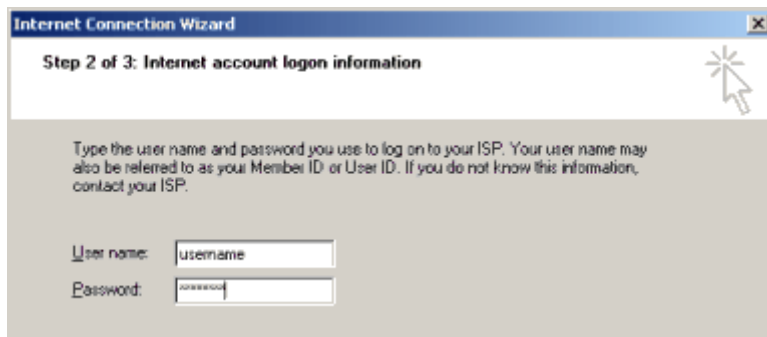 Internet Connection Wizard
Step 2 of 3: Internet account logon information
Type the user name and password you use to log on to your ISP. Your user name may
also be referred to as your Member ID or User ID. If you do not know this information,
contact your ISP.
User name: username
Password: ********